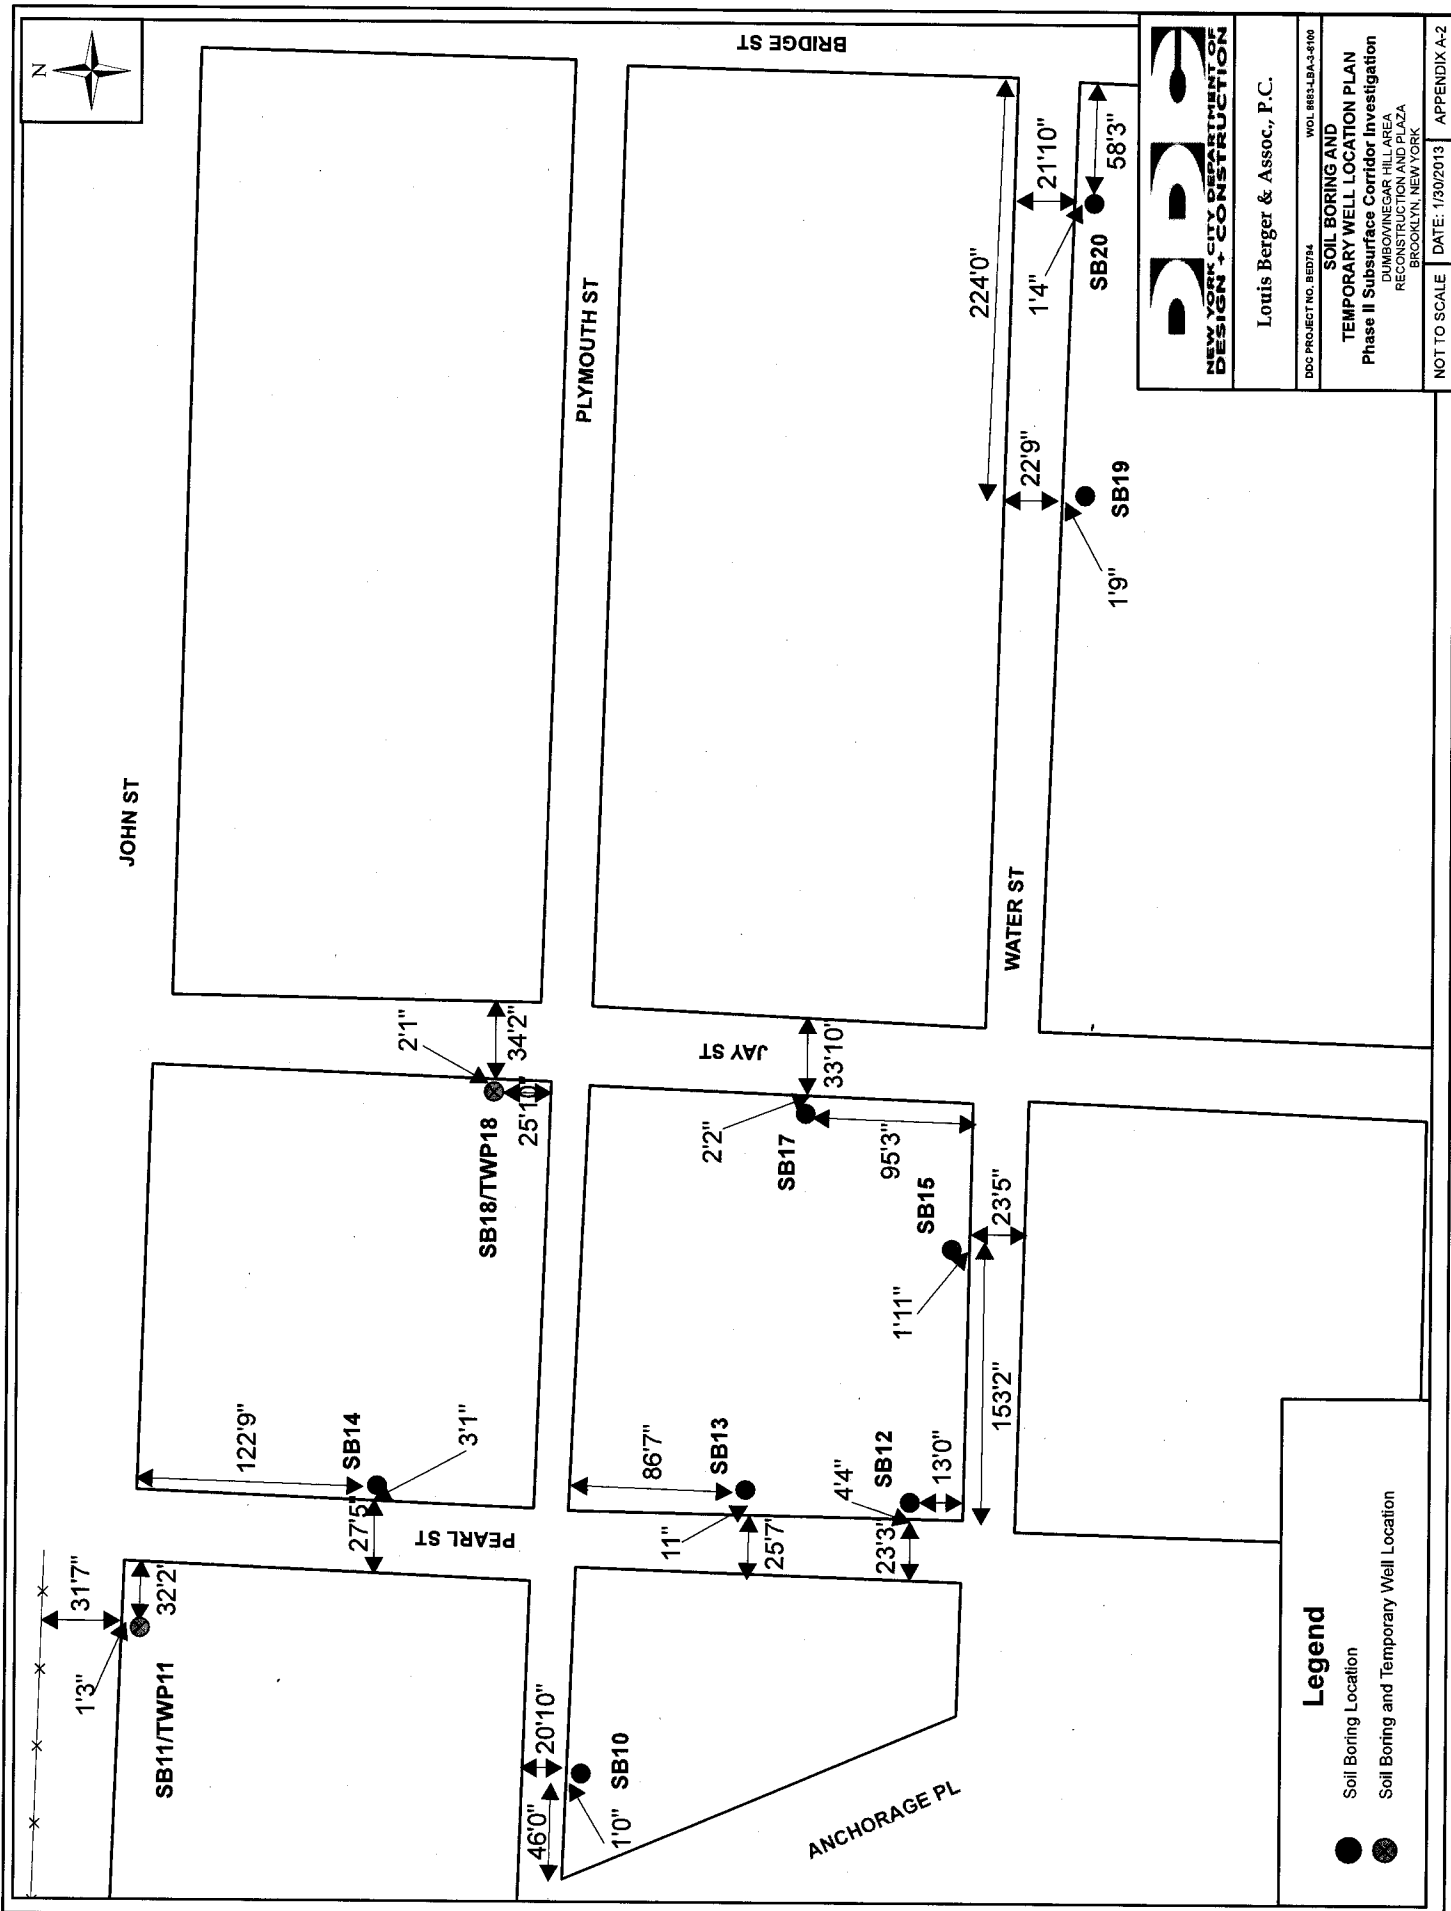 N
JOHN ST
BRIDGE ST
PLYMOUTH ST
JAY ST
WATER ST
PEARL ST
ANCHORAGE PL
31'7"
1'3"
32'2"
SB11/TWP11
122'9"
SB14
27'5"
3'1"
2'1"
34'2"
SB18/TWP18
25'10"
46'0"
20'10"
1'0"
SB10
86'7"
SB13
11"
25'7"
4'4"
SB12
23'3"
13'0"
2'2"
33'10"
SB17
95'3"
SB15
1'11"
23'5"
153'2"
224'0"
22'9"
1'9"
SB19
21'10"
1'4"
SB20
58'3"
Legend
Soil Boring Location
Soil Boring and Temporary Well Location
NEW YORK CITY DEPARTMENT OF
DESIGN + CONSTRUCTION
Louis Berger & Assoc., P.C.
DDC PROJECT NO. BED794 WOL 8683-LBA-3-6100
SOIL BORING AND
TEMPORARY WELL LOCATION PLAN
Phase II Subsurface Corridor Investigation
DUMBO/VINEGAR HILL AREA
RECONSTRUCTION AND PLAZA
BROOKLYN, NEW YORK
NOT TO SCALE DATE: 1/30/2013 APPENDIX A-2